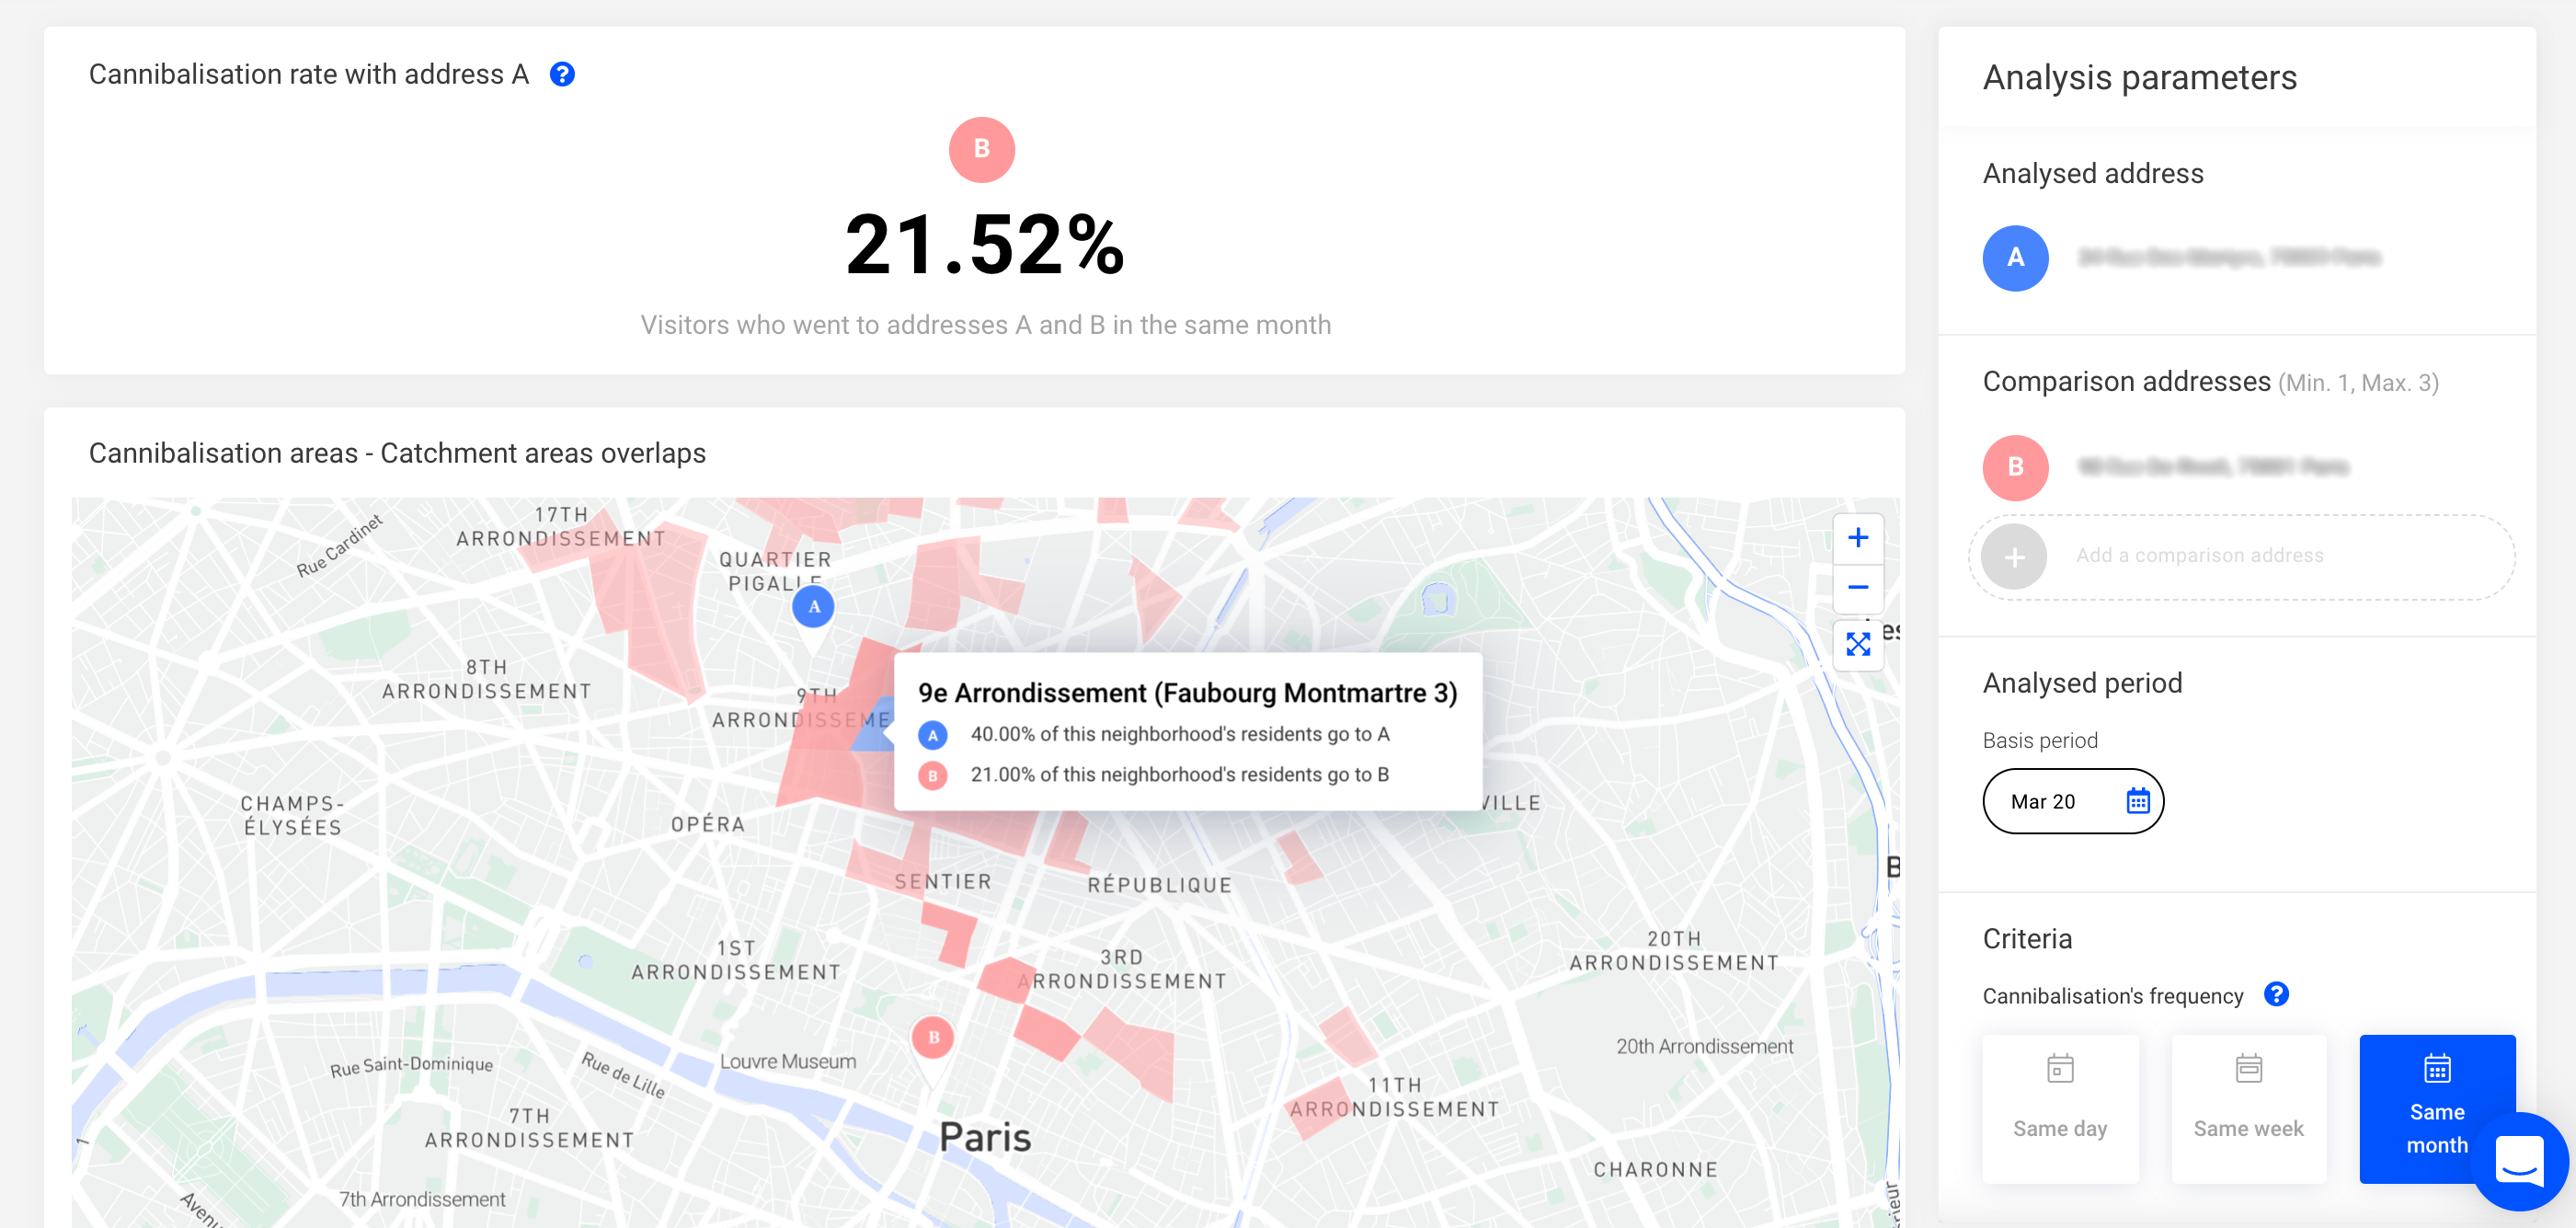 Cannibalisation rate with address A ?
B
21.52%
Visitors who went to addresses A and B in the same month
Cannibalisation areas - Catchment areas overlaps
17TH
ARRONDISSEMENT
Rue Cardinet
QUARTIER
PIGALLE
A
8TH
ARRONDISSEMENT
9TH
ARRONDISSEME
9e Arrondissement (Faubourg Montmartre 3)
A 40.00% of this neighborhood's residents go to A
B 21.00% of this neighborhood's residents go to B
CHAMPS-
ÉLYSÉES
OPÉRA
VILLE
SENTIER
RÉPUBLIQUE
B
1ST
ARRONDISSEMENT
3RD
ARRONDISSEMENT
20TH
ARRONDISSEMENT
B
Louvre Museum
Rue Saint-Dominique
Rue de Lille
20th Arrondissement
11TH
ARRONDISSEMENT
7TH
ARRONDISSEMENT
Paris
CHARONNE
7th Arrondissement
Avenu
rieur
+
−
es
Analysis parameters
Analysed address
A
Comparison addresses (Min. 1, Max. 3)
B
+ Add a comparison address
Analysed period
Basis period
Mar 20
Criteria
Cannibalisation's frequency ?
Same day
Same week
Same
month